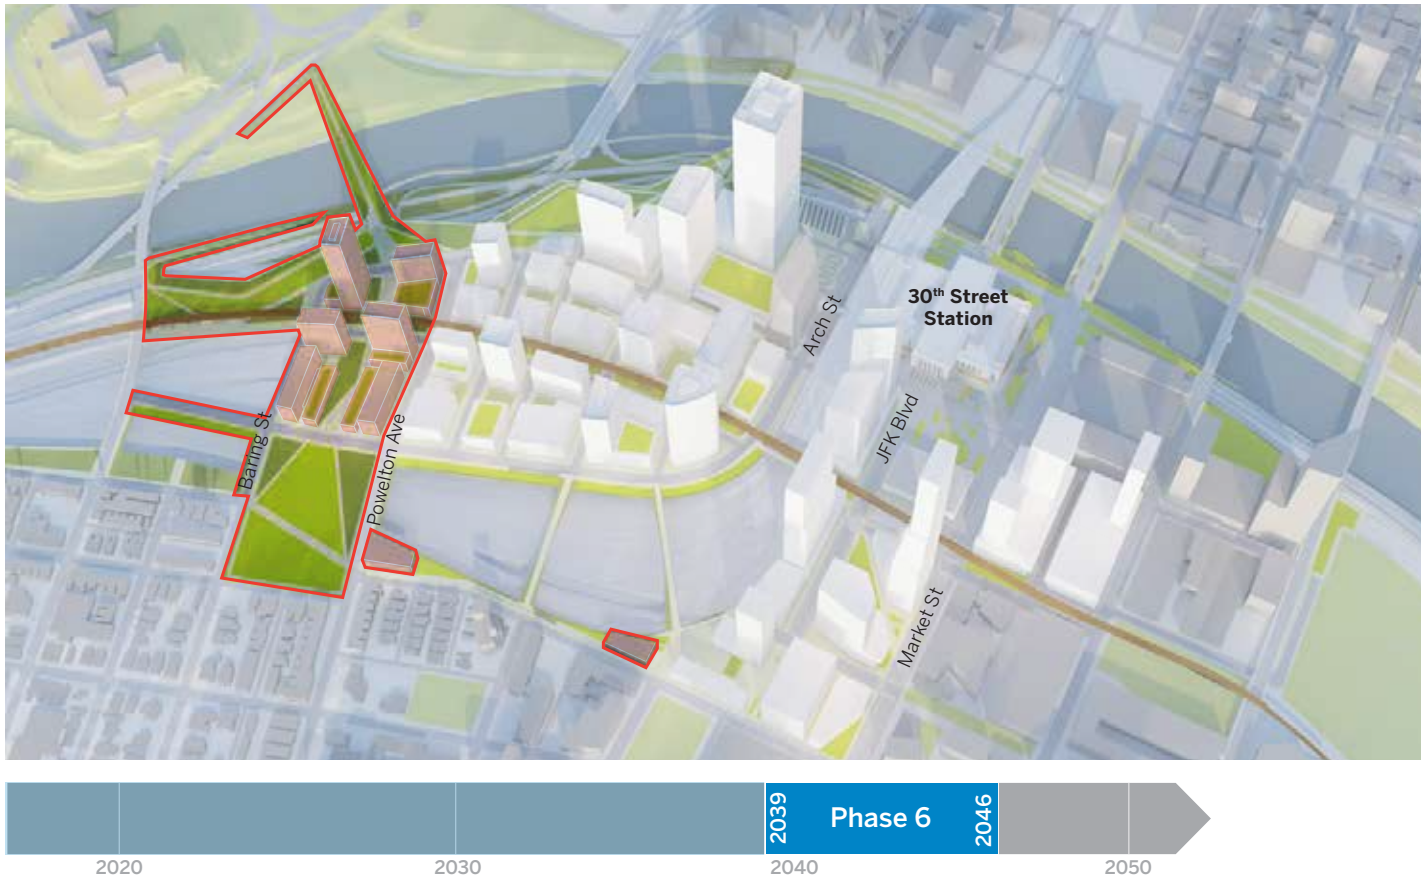 30th Street
Station
Arch St
JFK Blvd
Baring St
Powelton Ave
Market St
2039
Phase 6
2046
2020
2030
2040
2050